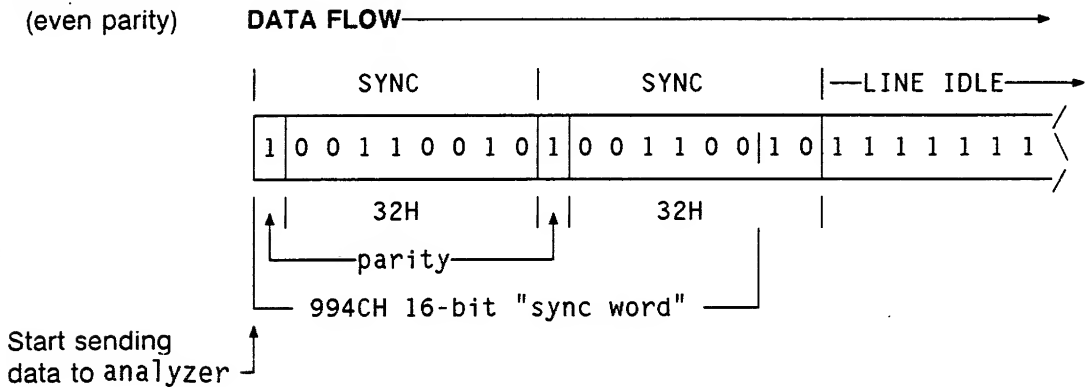 (even parity) DATA FLOW
SYNC SYNC LINE IDLE
1 0 0 1 1 0 0 1 0 1 0 0 1 1 0 0 1 0 1 1 1 1 1 1 1
32H 32H
parity
994CH 16-bit "sync word"
Start sending
data to analyzer